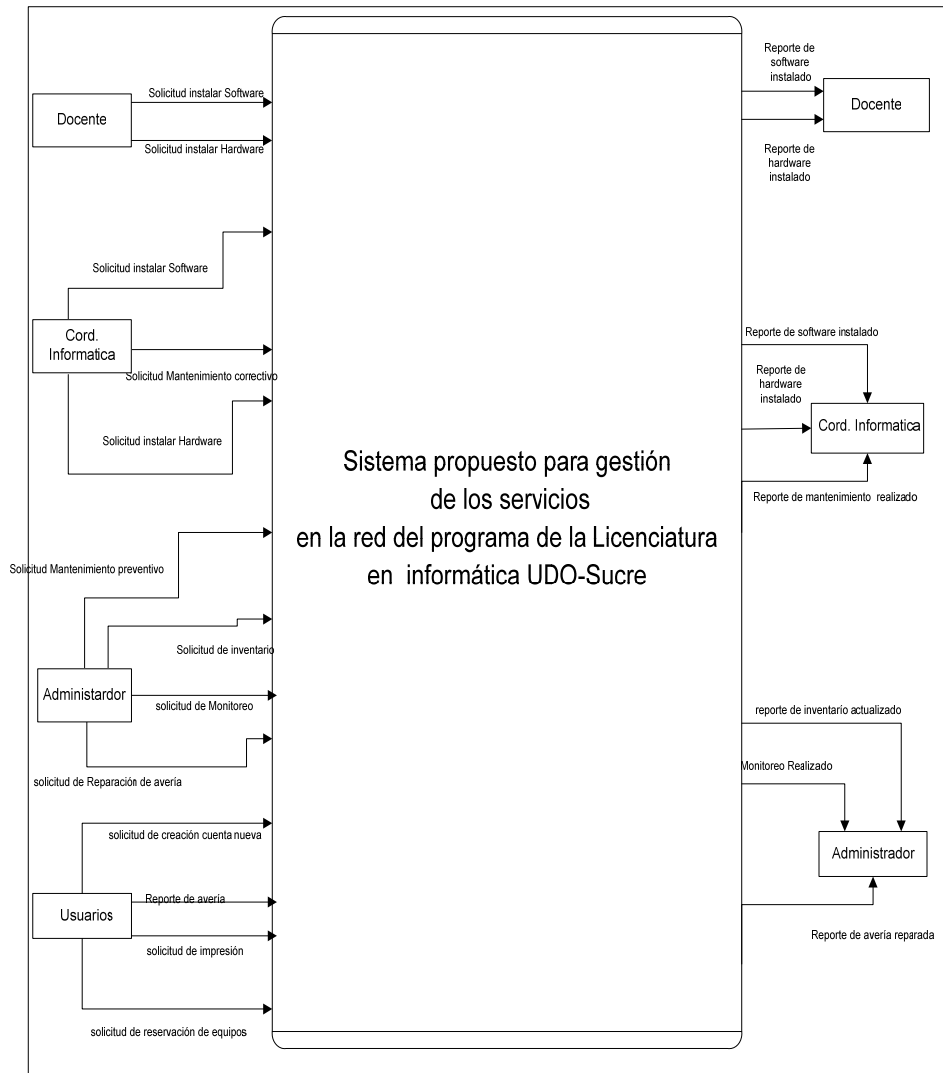 Docente
Solicitud instalar Software
Solicitud instalar Hardware
Solicitud instalar Software
Cord.
Informatica
Solicitud Mantenimiento correctivo
Solicitud instalar Hardware
Solicitud Mantenimiento preventivo
Solicitud de inventario
Administardor
solicitud de Monitoreo
solicitud de Reparación de avería
solicitud de creación cuenta nueva
Usuarios
Reporte de avería
solicitud de impresión
solicitud de reservación de equipos
Sistema propuesto para gestión
de los servicios
en la red del programa de la Licenciatura
en informática UDO-Sucre
Reporte de
software
instalado
Docente
Reporte de
hardware
instalado
Reporte de software instalado
Reporte de
hardware
instalado
Cord. Informatica
Reporte de mantenimiento realizado
reporte de inventario actualizado
Monitoreo Realizado
Administrador
Reporte de avería reparada